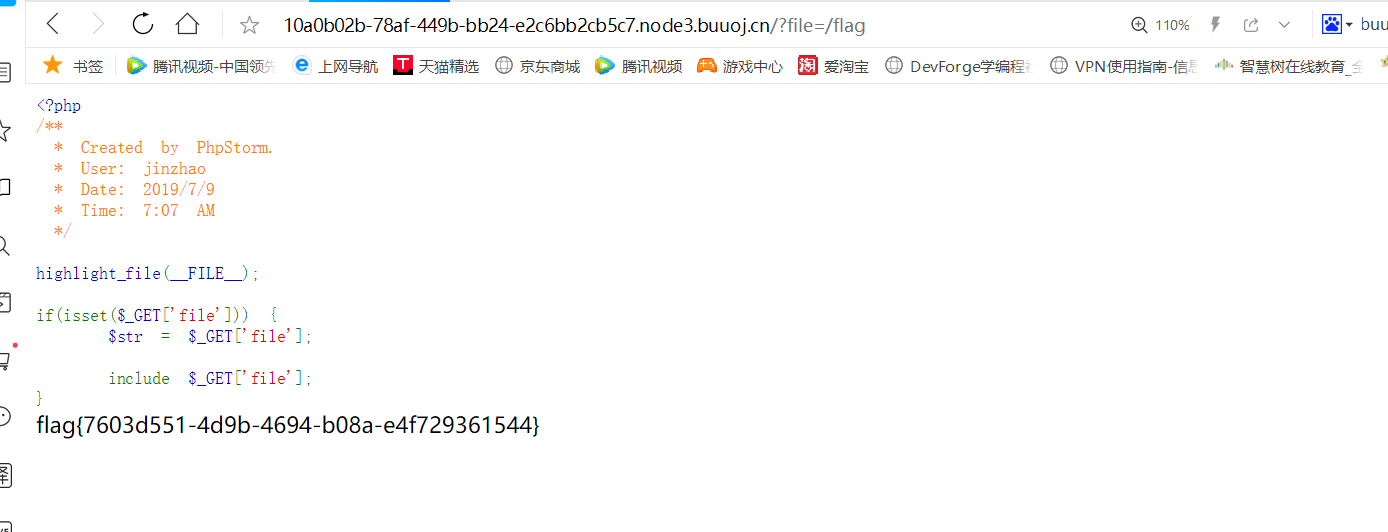 10a0b02b-78af-449b-bb24-e2c6bb2cb5c7.node3.buuoj.cn/?file=/flag
110%
buu
书签 腾讯视频-中国领先 上网导航 天猫精选 京东商城 腾讯视频 游戏中心 爱淘宝 DevForge学编程 VPN使用指南-信息 智慧树在线教育_全
<?php
/**
* Created by PhpStorm.
* User: jinzhao
* Date: 2019/7/9
* Time: 7:07 AM
*/
highlight_file(__FILE__);
if(isset($_GET['file'])) {
$str = $_GET['file'];
include $_GET['file'];
}
flag{7603d551-4d9b-4694-b08a-e4f729361544}